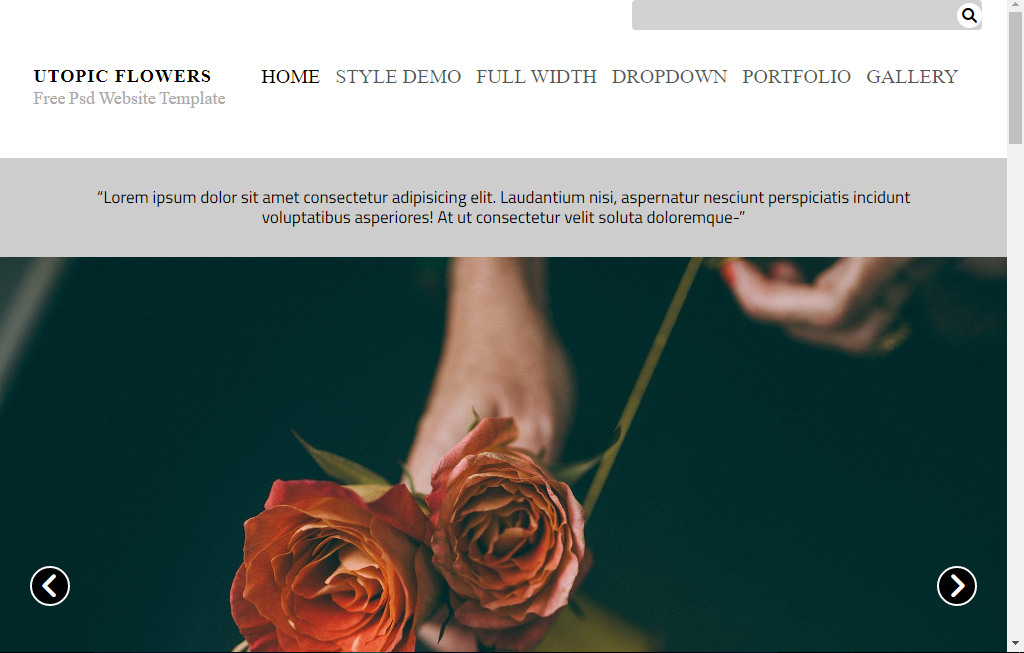 UTOPIC FLOWERS
Free Psd Website Template
HOME STYLE DEMO FULL WIDTH DROPDOWN PORTFOLIO GALLERY
“Lorem ipsum dolor sit amet consectetur adipisicing elit. Laudantium nisi, aspernatur nesciunt perspiciatis incidunt
voluptatibus asperiores! At ut consectetur velit soluta doloremque-”